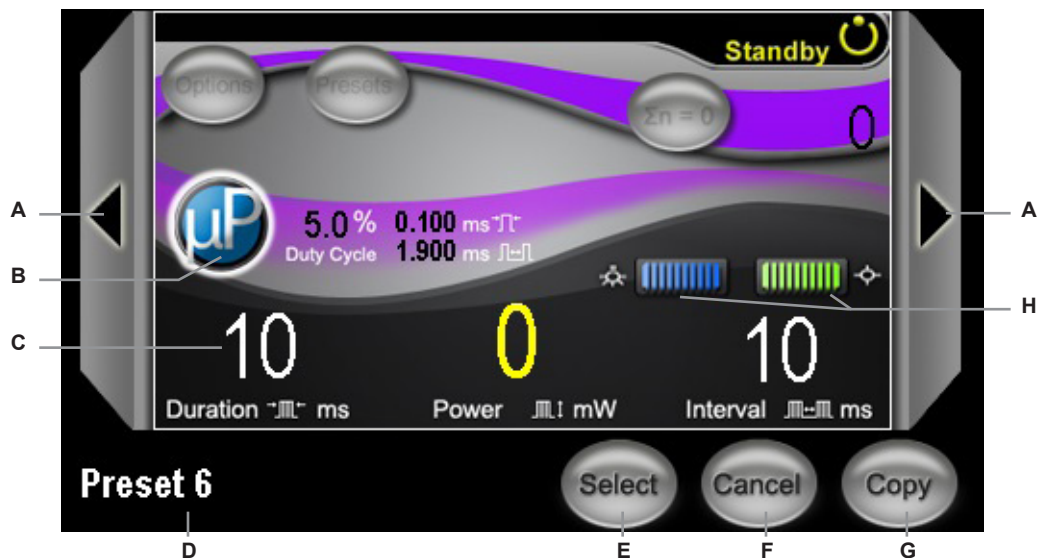 Standby
Options Presets Σn = 0 0
A A
μP 5.0% 0.100 ms
Duty Cycle 1.900 ms
B
H
C 10 0 10
Duration ms Power mW Interval ms
Preset 6 Select Cancel Copy
D E F G